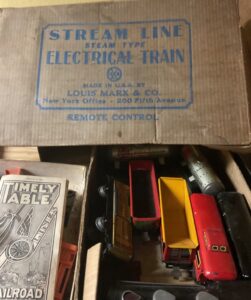 STREAM LINE
STEAM TYPE
ELECTRICAL TRAIN
MADE IN U.S.A. BY
LOUIS MARX & CO.
New York Office - 200 Fifth Avenue
REMOTE CONTROL
TIMELY
TABLE
RAILROAD